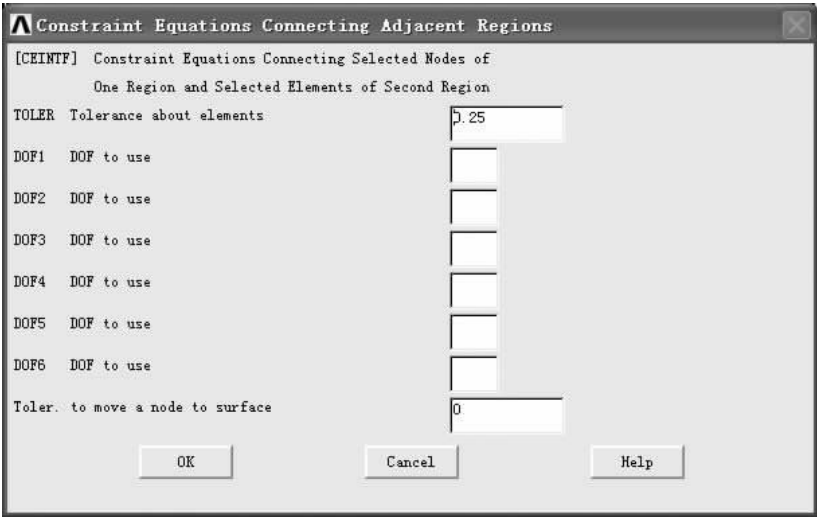 Constraint Equations Connecting Adjacent Regions
[CEINTF] Constraint Equations Connecting Selected Nodes of
One Region and Selected Elements of Second Region
TOLER Tolerance about elements 0.25
DOF1 DOF to use
DOF2 DOF to use
DOF3 DOF to use
DOF4 DOF to use
DOF5 DOF to use
DOF6 DOF to use
Toler. to move a node to surface 0
OK Cancel Help